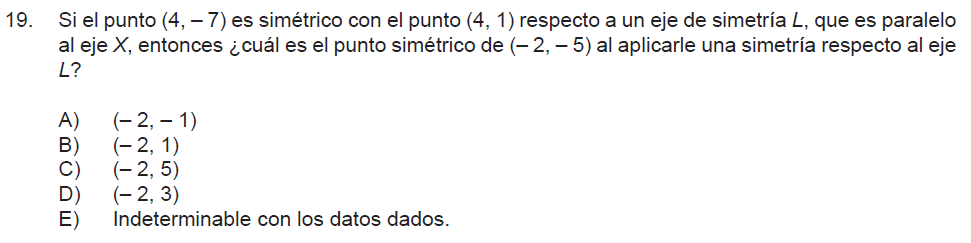 19. Si el punto (4, – 7) es simétrico con el punto (4, 1) respecto a un eje de simetría L, que es paralelo
al eje X, entonces ¿cuál es el punto simétrico de (– 2, – 5) al aplicarle una simetría respecto al eje
L?
A) (– 2, – 1)
B) (– 2, 1)
C) (– 2, 5)
D) (– 2, 3)
E) Indeterminable con los datos dados.